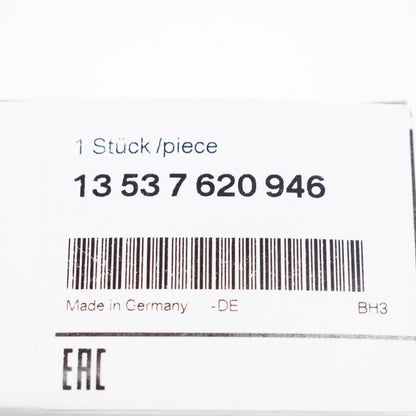 1 Stück /piece
13 53 7 620 946
Made in Germany -DE BH3
EAC